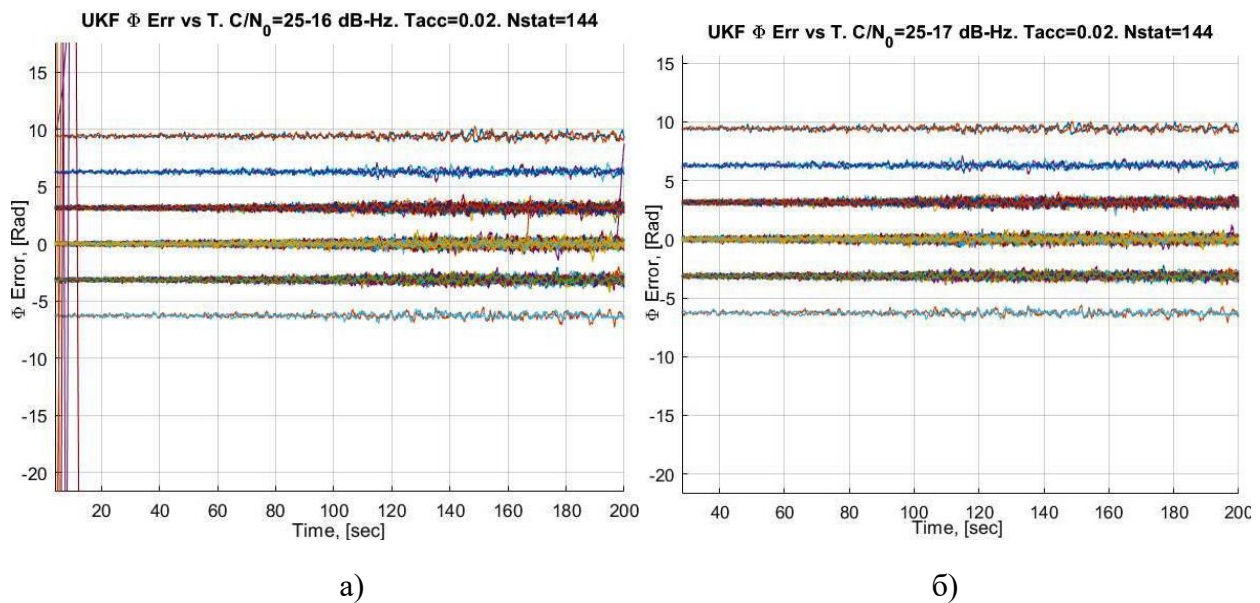 UKF Φ Err vs T. C/N0=25-16 dB-Hz. Tacc=0.02. Nstat=144
15
10
5
0
-5
-10
-15
-20
Φ Error, [Rad]
20 40 60 80 100 120 140 160 180 200
Time, [sec]
а)
UKF Φ Err vs T. C/N0=25-17 dB-Hz. Tacc=0.02. Nstat=144
15
10
5
0
-5
-10
-15
-20
Φ Error, [Rad]
40 60 80 100 120 140 160 180 200
Time, [sec]
б)